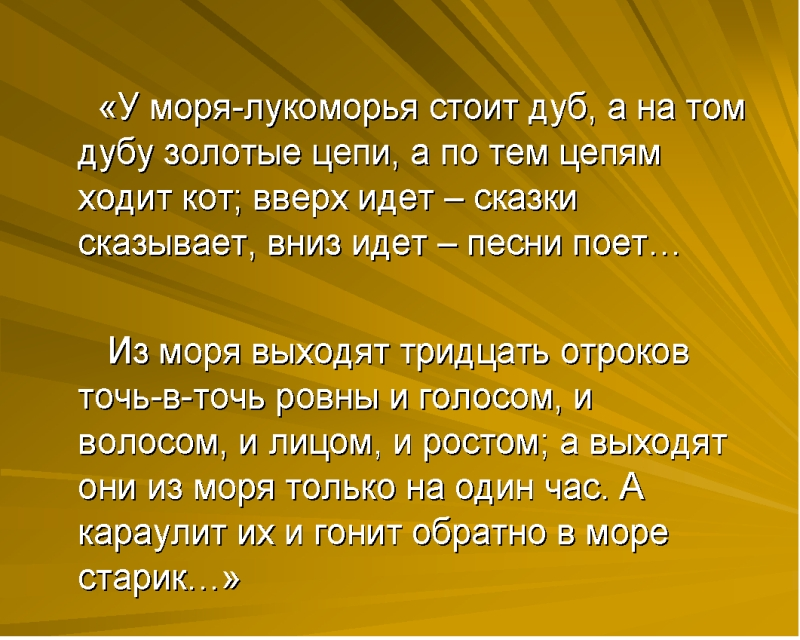 «У моря-лукоморья стоит дуб, а на том
дубу золотые цепи, а по тем цепям
ходит кот; вверх идет – сказки
сказывает, вниз идет – песни поет…
Из моря выходят тридцать отроков
точь-в-точь ровны и голосом, и
волосом, и лицом, и ростом; а выходят
они из моря только на один час. А
караулит их и гонит обратно в море
старик…»